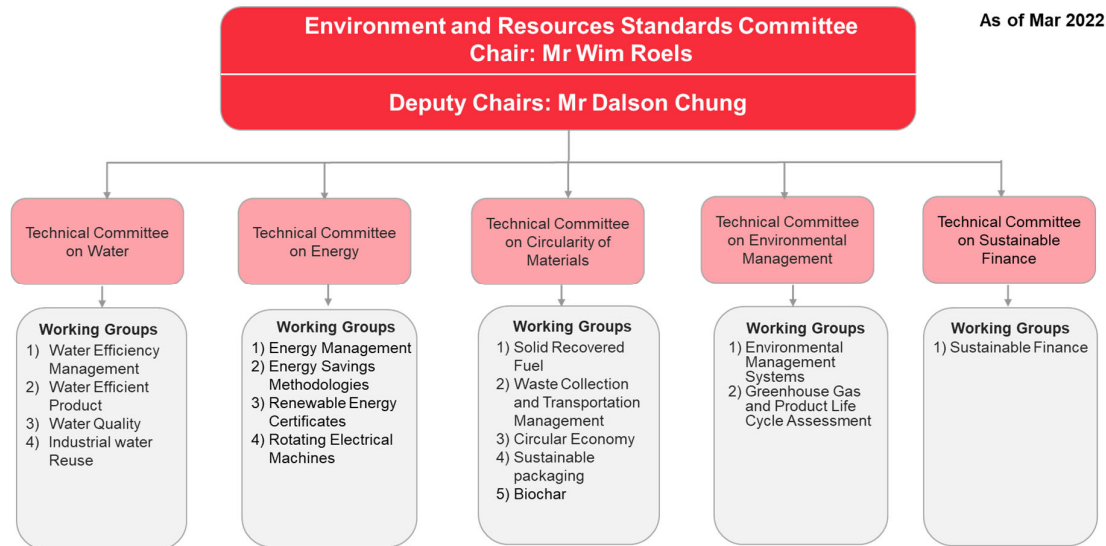 As of Mar 2022
Environment and Resources Standards Committee
Chair: Mr Wim Roels
Deputy Chairs: Mr Dalson Chung
Technical Committee
on Water
Technical Committee
on Energy
Technical Committee
on Circularity of
Materials
Technical Committee
on Environmental
Management
Technical Committee
on Sustainable
Finance
Working Groups
1) Water Efficiency
Management
2) Water Efficient
Product
3) Water Quality
4) Industrial water
Reuse
Working Groups
1) Energy Management
2) Energy Savings
Methodologies
3) Renewable Energy
Certificates
4) Rotating Electrical
Machines
Working Groups
1) Solid Recovered
Fuel
2) Waste Collection
and Transportation
Management
3) Circular Economy
4) Sustainable
packaging
5) Biochar
Working Groups
1) Environmental
Management
Systems
2) Greenhouse Gas
and Product Life
Cycle Assessment
Working Groups
1) Sustainable Finance